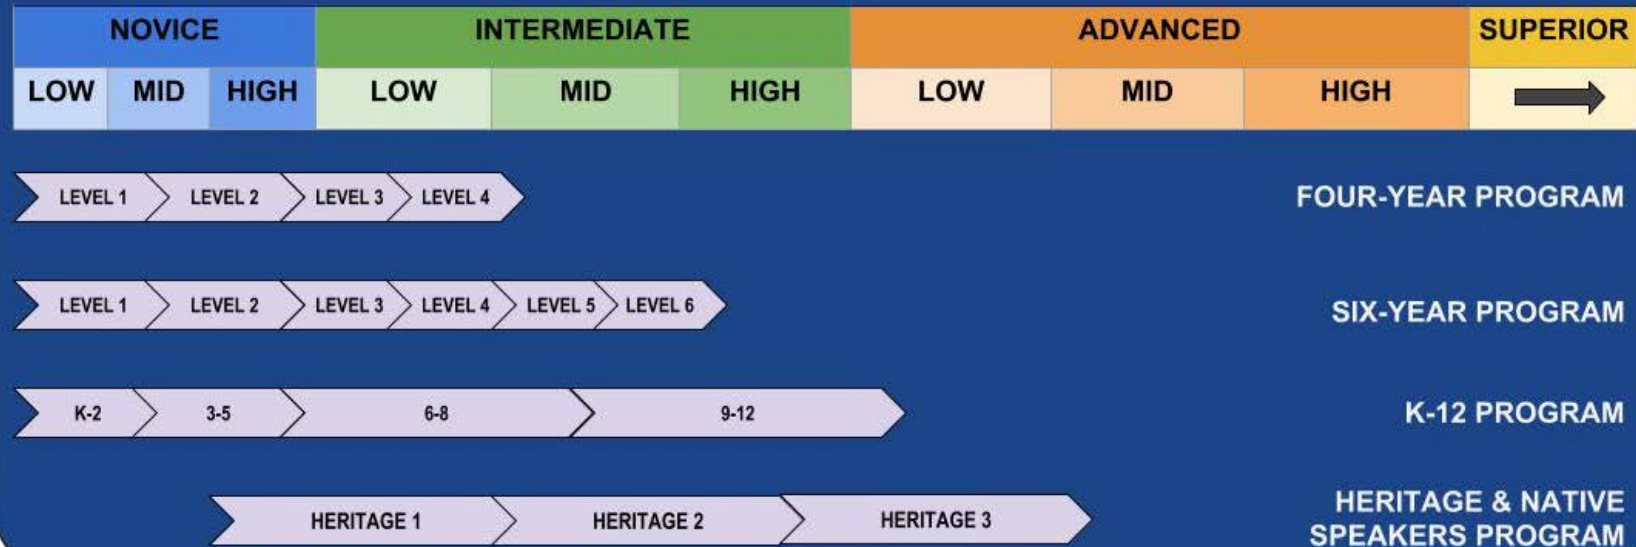 NOVICE INTERMEDIATE ADVANCED SUPERIOR
LOW MID HIGH LOW MID HIGH LOW MID HIGH
LEVEL 1 LEVEL 2 LEVEL 3 LEVEL 4 FOUR-YEAR PROGRAM
LEVEL 1 LEVEL 2 LEVEL 3 LEVEL 4 LEVEL 5 LEVEL 6 SIX-YEAR PROGRAM
K-2 3-5 6-8 9-12 K-12 PROGRAM
HERITAGE 1 HERITAGE 2 HERITAGE 3 HERITAGE & NATIVE
SPEAKERS PROGRAM